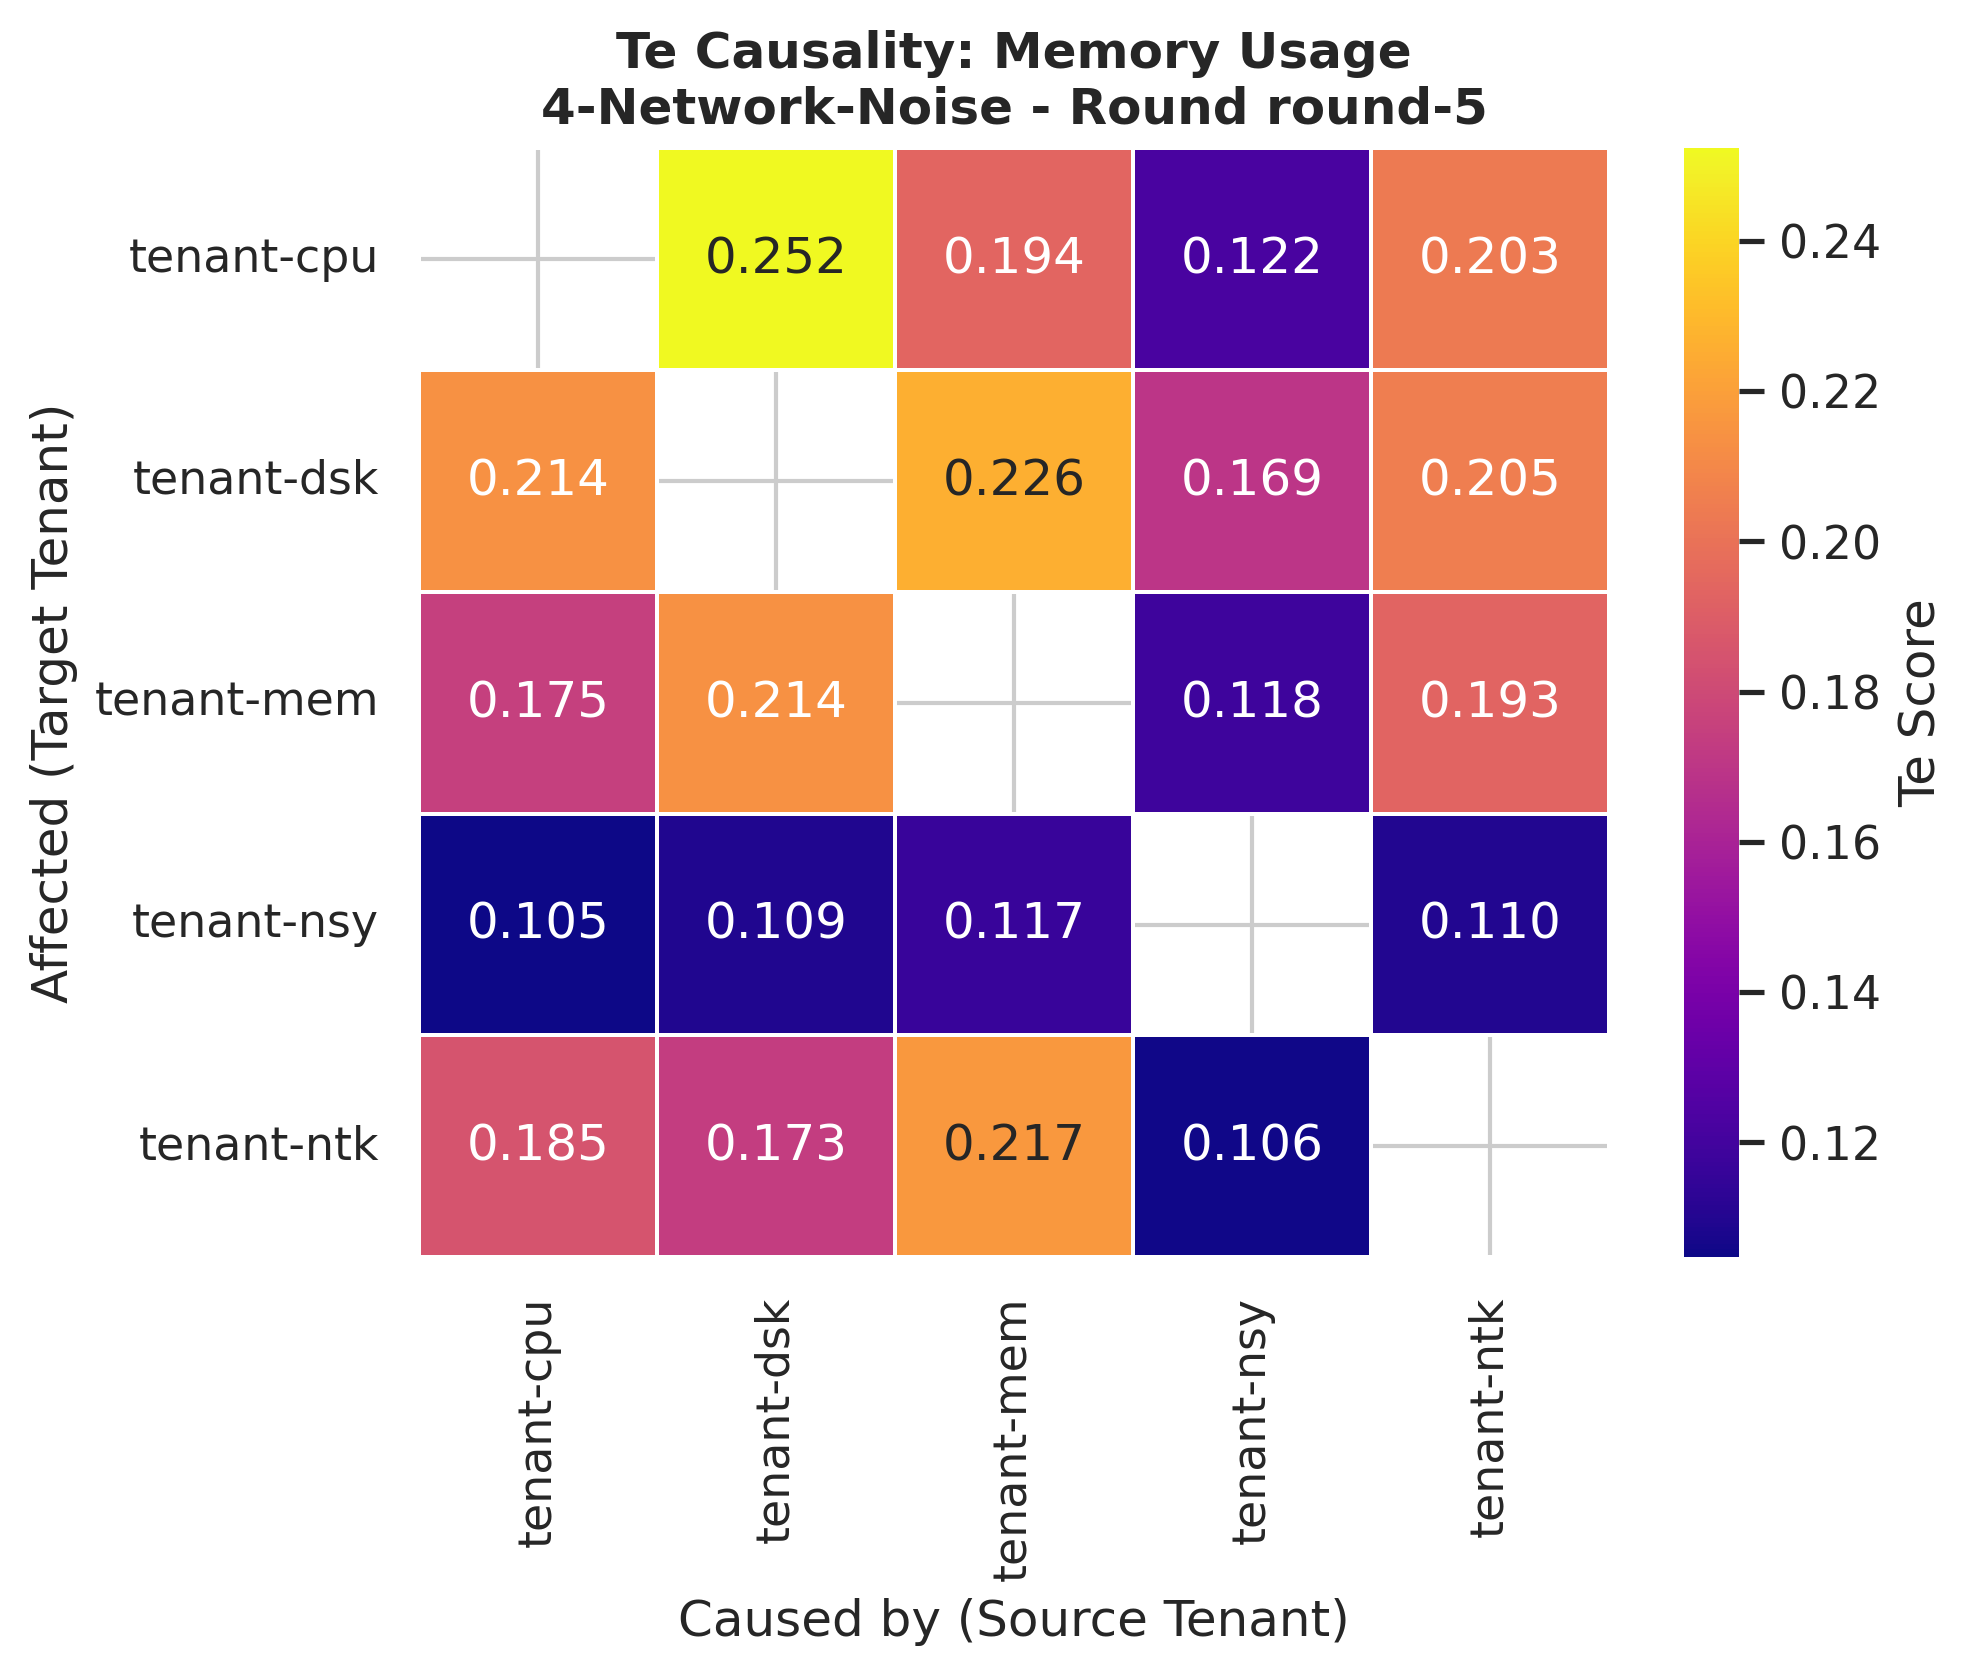 Te Causality: Memory Usage
4-Network-Noise - Round round-5
Affected (Target Tenant)
tenant-cpu 0.252 0.194 0.122 0.203
tenant-dsk 0.214 0.226 0.169 0.205
tenant-mem 0.175 0.214 0.118 0.193
tenant-nsy 0.105 0.109 0.117 0.110
tenant-ntk 0.185 0.173 0.217 0.106
tenant-cpu
tenant-dsk
tenant-mem
tenant-nsy
tenant-ntk
Caused by (Source Tenant)
0.24
0.22
0.20
0.18
0.16
0.14
0.12
Te Score